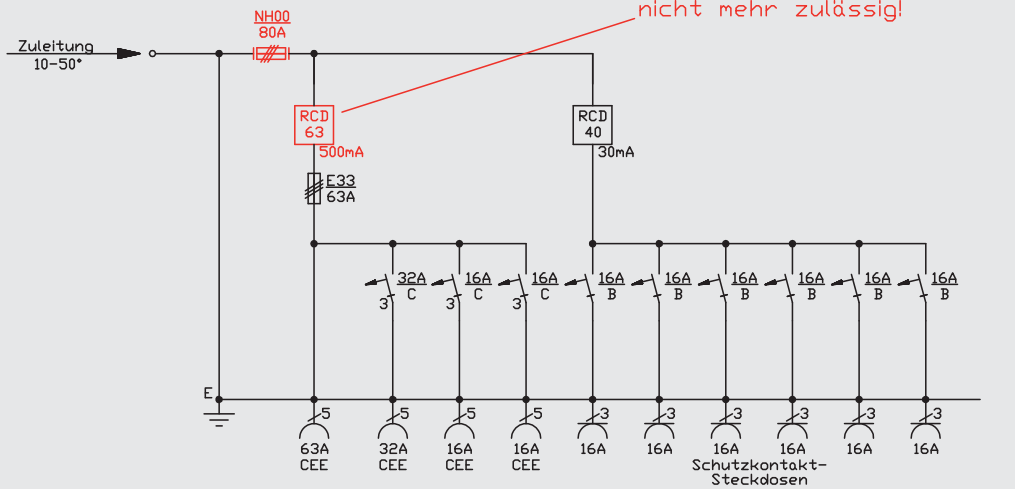 nicht mehr zulässig!
NH00
80A
Zuleitung
10-50°
RCD
63
500mA
RCD
40
30mA
E33
63A
32A
C
3
16A
C
3
16A
C
3
16A
B
16A
B
16A
B
16A
B
16A
B
16A
B
E
5
5
5
5
3
3
3
3
3
3
63A
CEE
32A
CEE
16A
CEE
16A
CEE
16A
16A
16A
16A
16A
16A
Schutzkontakt-
Steckdosen